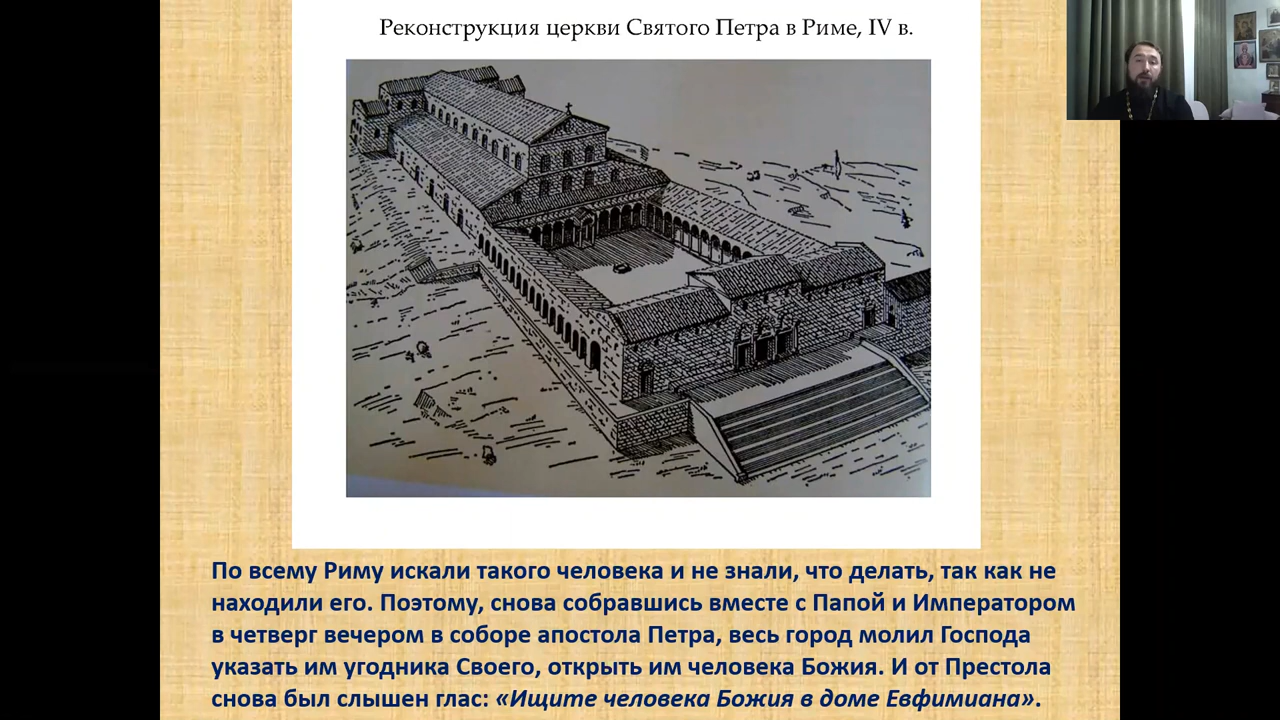 Реконструкция церкви Святого Петра в Риме, IV в.
По всему Риму искали такого человека и не знали, что делать, так как не
находили его. Поэтому, снова собравшись вместе с Папой и Императором
в четверг вечером в соборе апостола Петра, весь город молил Господа
указать им угодника Своего, открыть им человека Божия. И от Престола
снова был слышен глас: «Ищите человека Божия в доме Евфимиана».